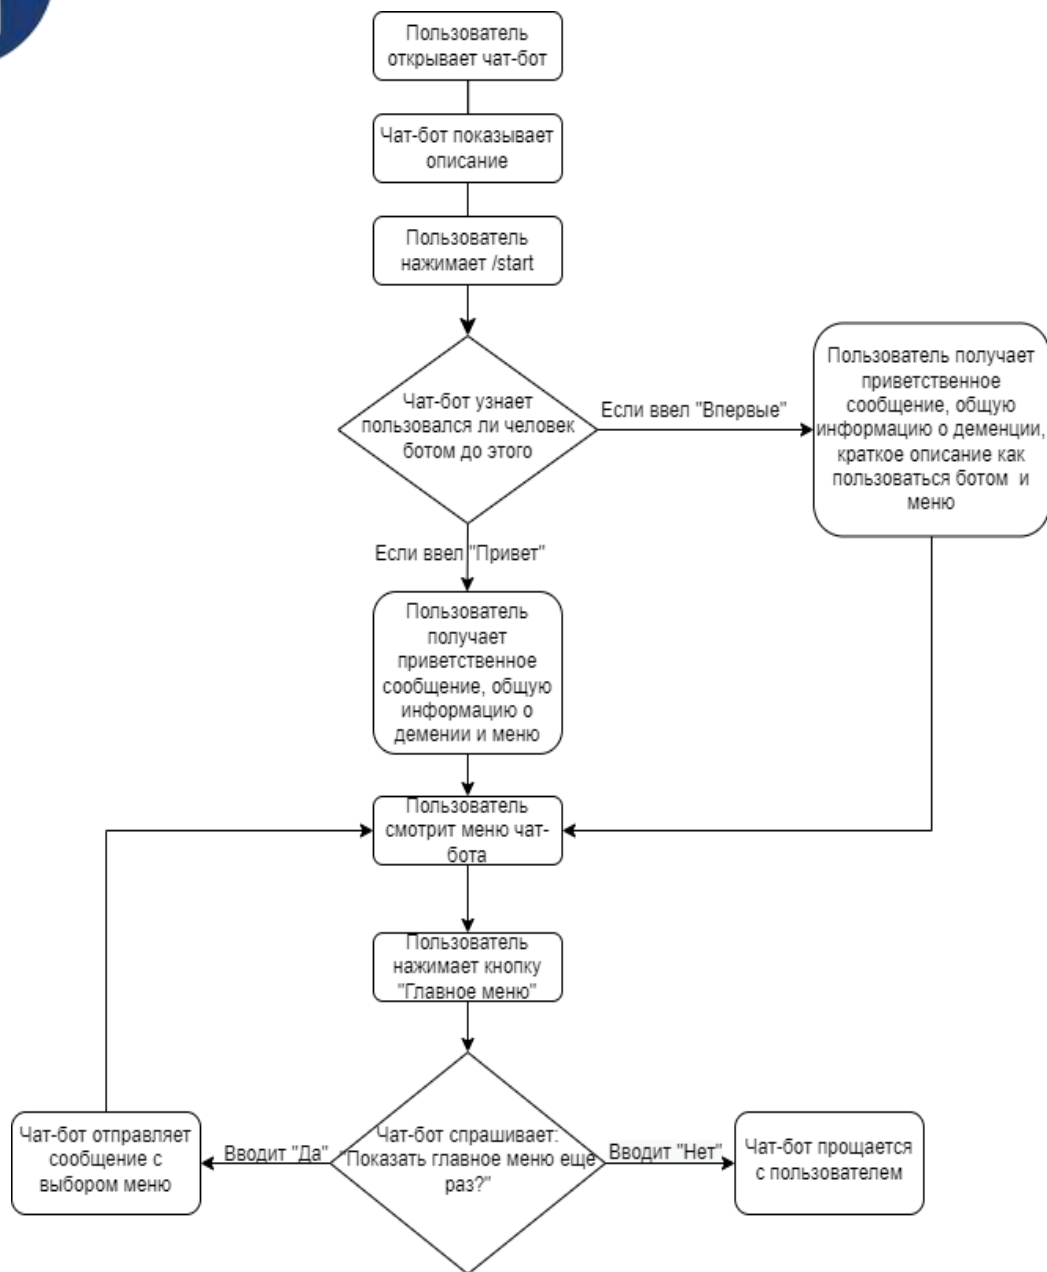 Пользователь
открывает чат-бот
Чат-бот показывает
описание
Пользователь
нажимает /start
Чат-бот узнает
пользовался ли человек
ботом до этого
Если ввел "Впервые"
Пользователь получает
приветственное
сообщение, общую
информацию о деменции,
краткое описание как
пользоваться ботом и
меню
Если ввел "Привет"
Пользователь
получает
приветственное
сообщение, общую
информацию о
демении и меню
Пользователь
смотрит меню чат-
бота
Пользователь
нажимает кнопку
"Главное меню"
Чат-бот спрашивает:
"Показать главное меню еще
раз?"
Вводит "Да"
Чат-бот отправляет
сообщение с
выбором меню
Вводит "Нет"
Чат-бот прощается
с пользователем